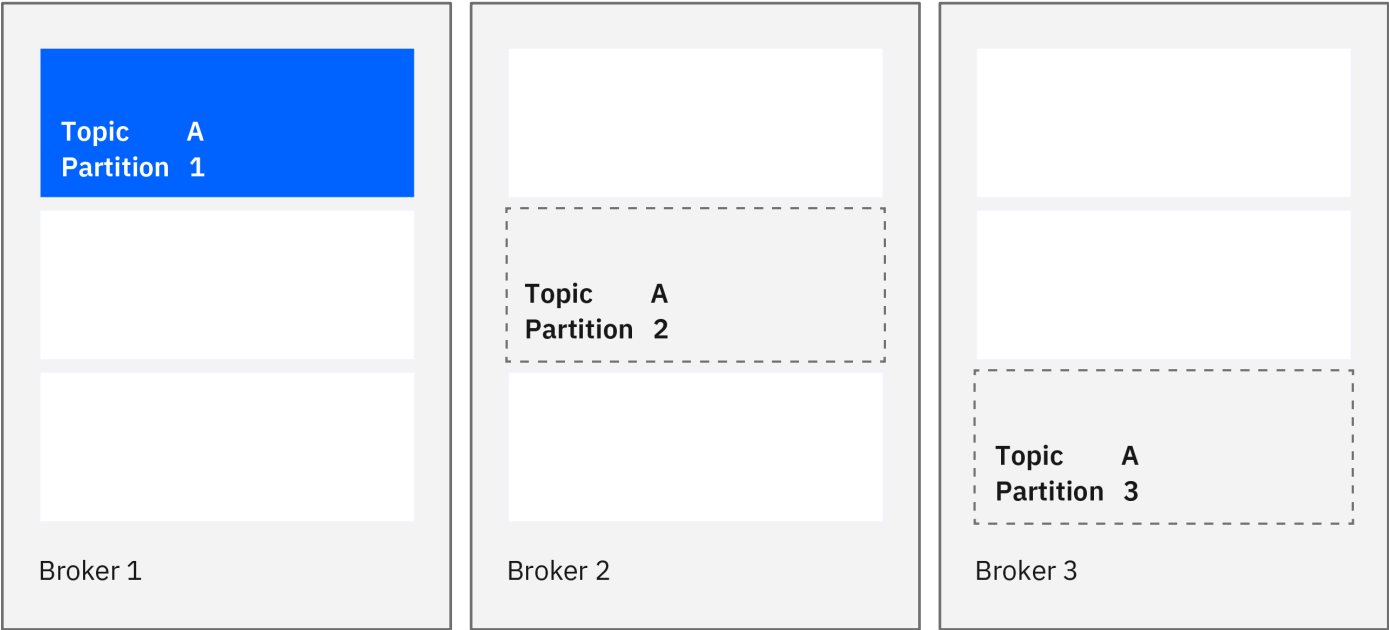 Topic A
Partition 1
Broker 1
Topic A
Partition 2
Broker 2
Topic A
Partition 3
Broker 3